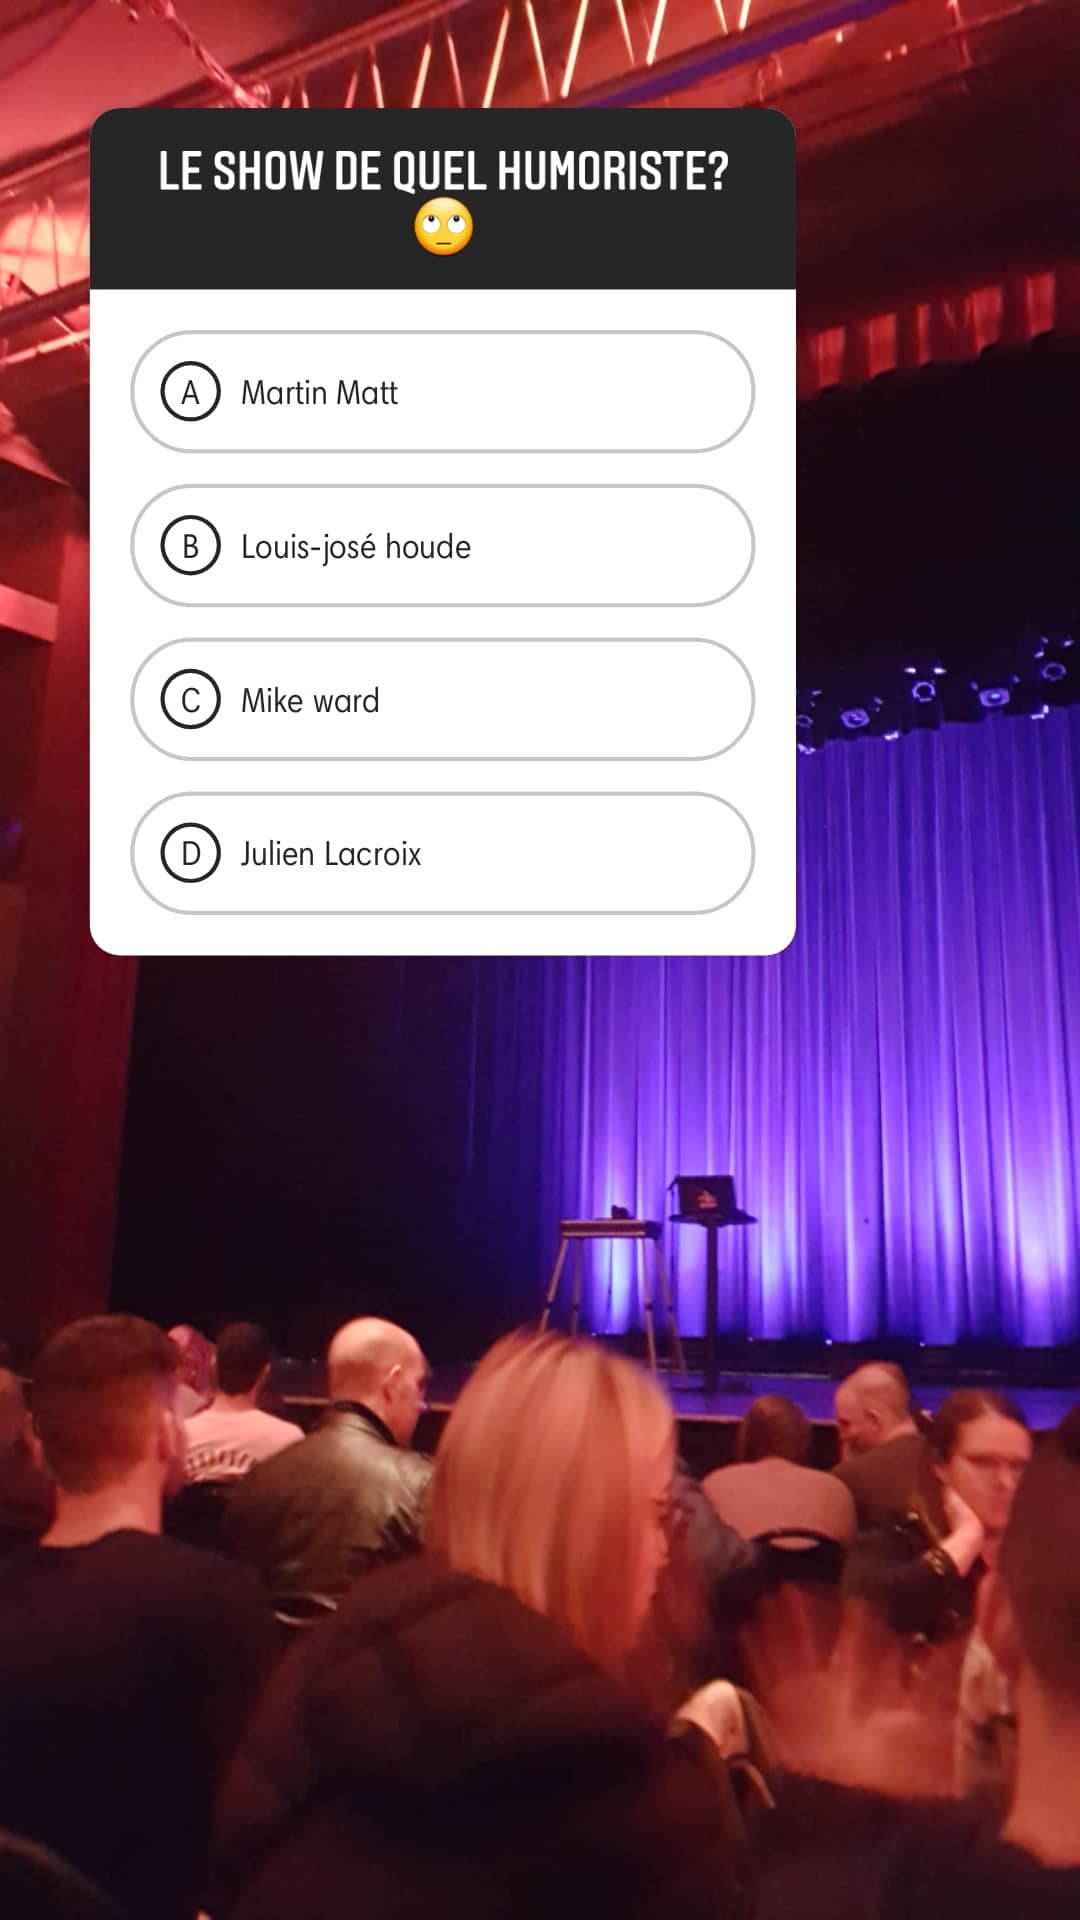 LE SHOW DE QUEL HUMORISTE?
🙄
A Martin Matt
B Louis-josé houde
C Mike ward
D Julien Lacroix